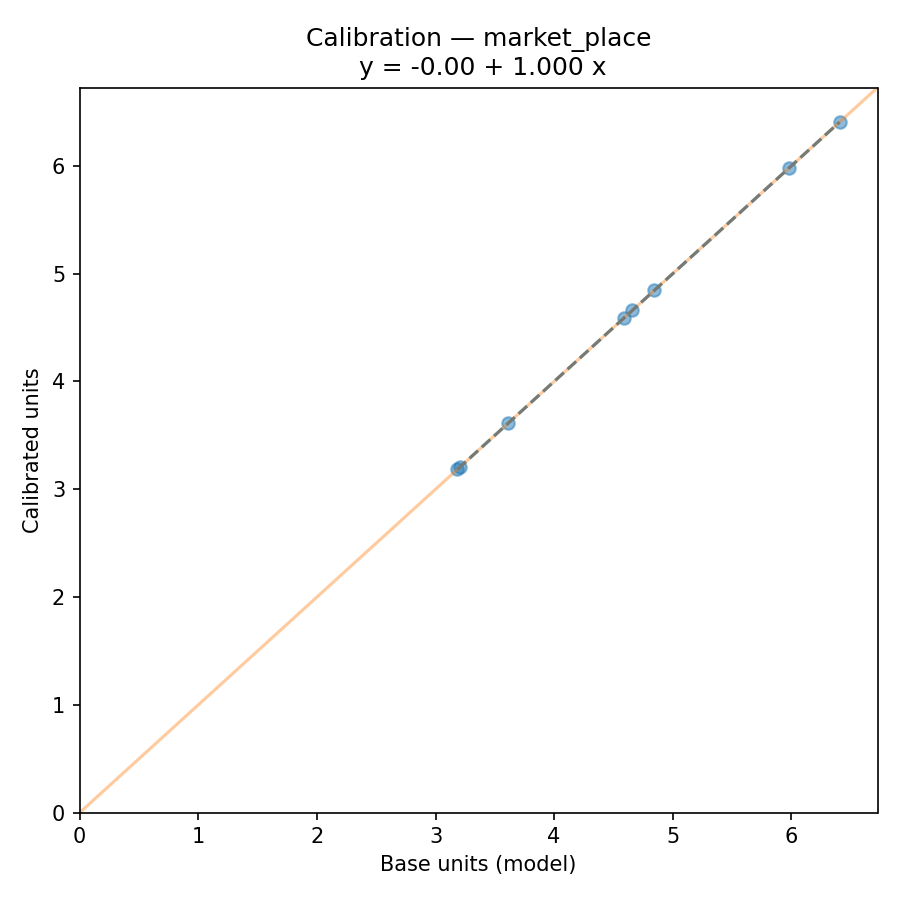 Calibration — market_place
y = -0.00 + 1.000 x
6
5
4
3
2
1
0
Calibrated units
0 1 2 3 4 5 6
Base units (model)